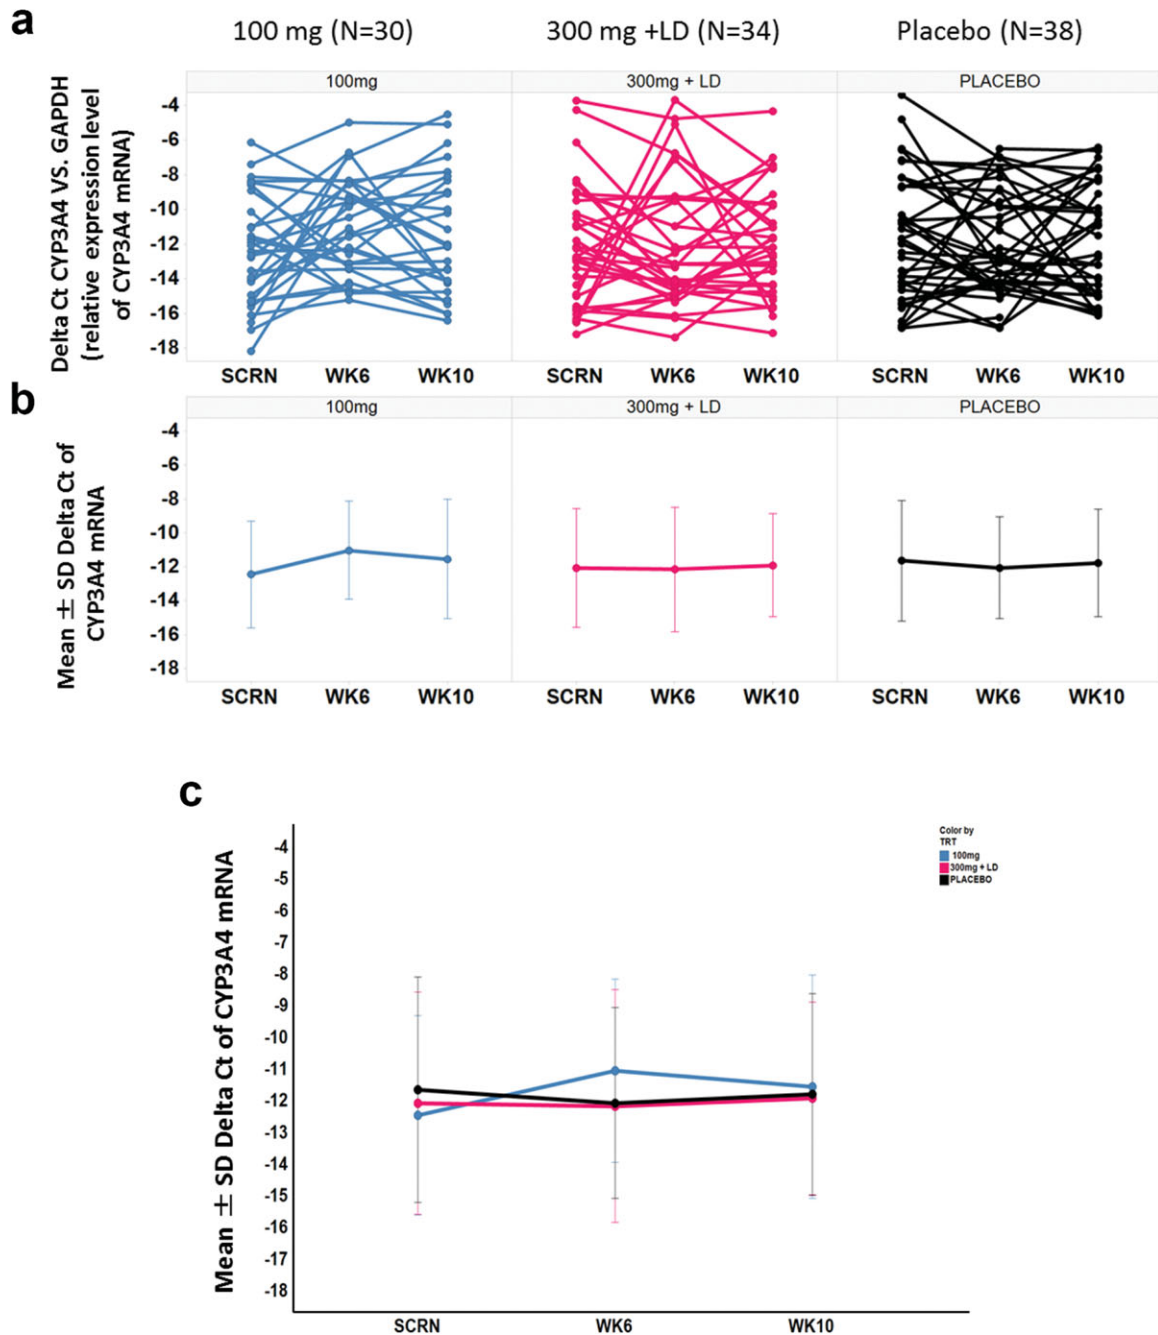 a
100 mg (N=30)
300 mg +LD (N=34)
Placebo (N=38)
Delta Ct CYP3A4 VS. GAPDH
(relative expression level
of CYP3A4 mRNA)
100mg
300mg + LD
PLACEBO
-4
-6
-8
-10
-12
-14
-16
-18
SCRN
WK6
WK10
SCRN
WK6
WK10
SCRN
WK6
WK10
b
Mean ± SD Delta Ct of
CYP3A4 mRNA
100mg
300mg + LD
PLACEBO
-4
-6
-8
-10
-12
-14
-16
-18
SCRN
WK6
WK10
SCRN
WK6
WK10
SCRN
WK6
WK10
c
Mean ± SD Delta Ct of CYP3A4 mRNA
-4
-5
-6
-7
-8
-9
-10
-11
-12
-13
-14
-15
-16
-17
-18
SCRN
WK6
WK10
Color by
TRT
100mg
300mg + LD
PLACEBO